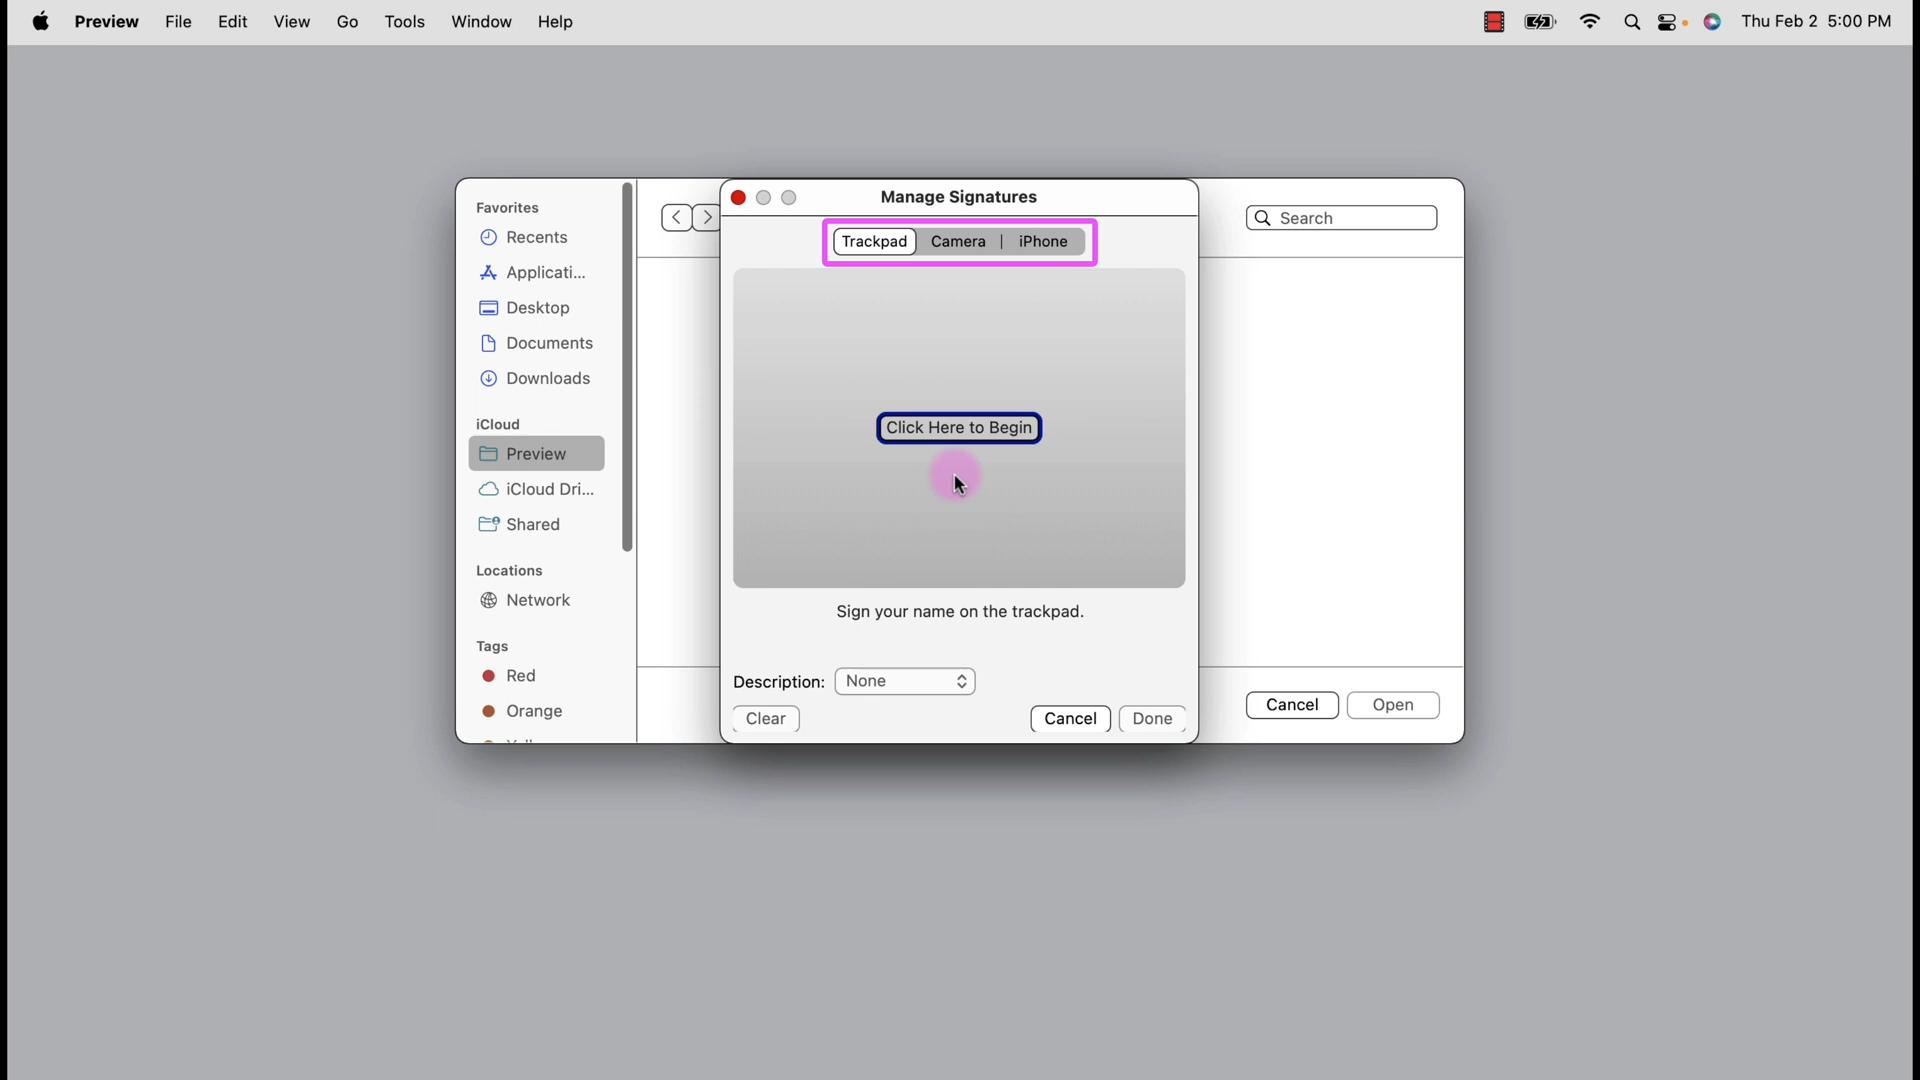 Preview File Edit View Go Tools Window Help Thu Feb 2 5:00 PM
Favorites
Recents
Applicati...
Desktop
Documents
Downloads
iCloud
Preview
iCloud Dri...
Shared
Locations
Network
Tags
Red
Orange
Manage Signatures
Search
Trackpad Camera | iPhone
Click Here to Begin
Sign your name on the trackpad.
Description: None
Clear Cancel Done
Cancel Open